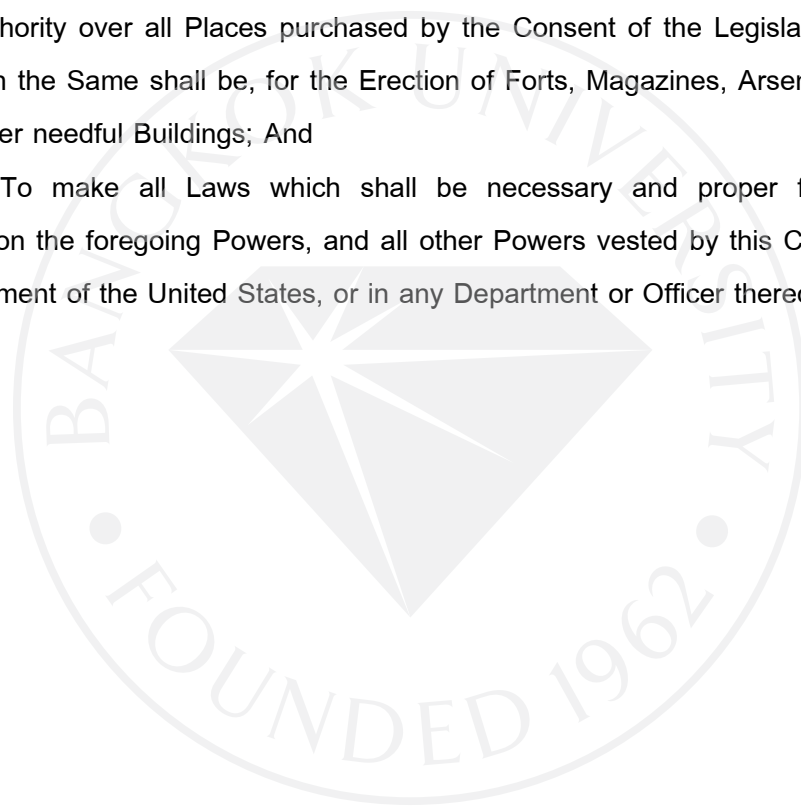 hority over all Places purchased by the Consent of the Legisla
n the Same shall be, for the Erection of Forts, Magazines, Arsen
er needful Buildings; And
To make all Laws which shall be necessary and proper f
on the foregoing Powers, and all other Powers vested by this C
ment of the United States, or in any Department or Officer thereo
BANGKOK UNIVERSITY
FOUNDED 1962